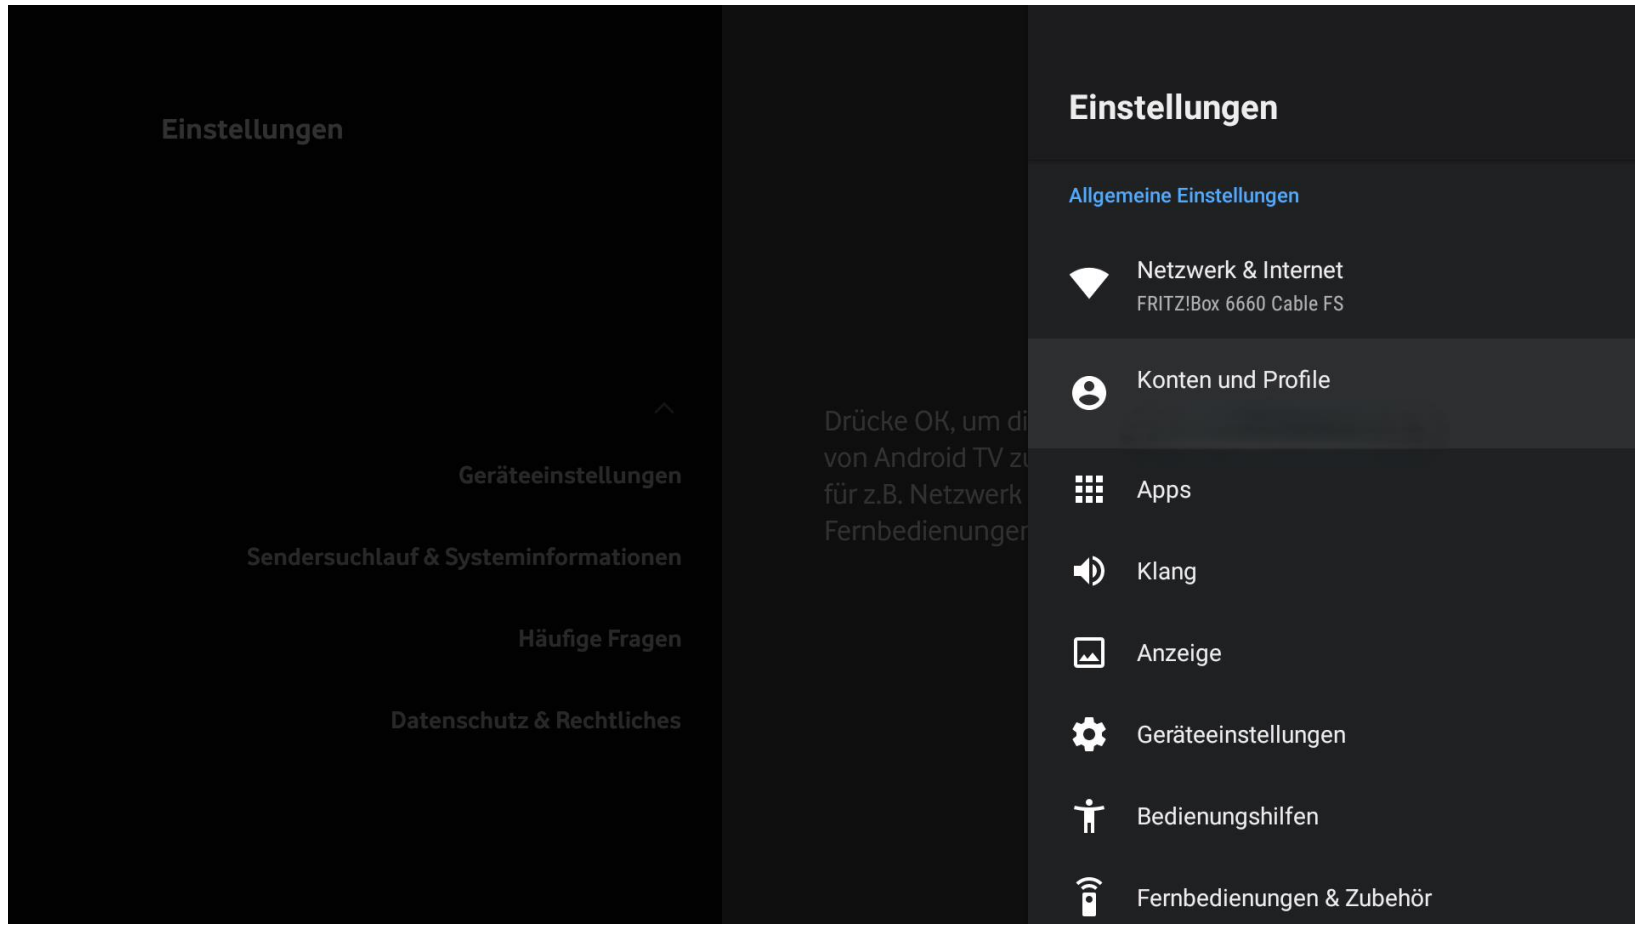 Einstellungen
Geräteeinstellungen
Sendersuchlauf & Systeminformationen
Häufige Fragen
Datenschutz & Rechtliches
Drücke OK, um di
von Android TV zu
für z.B. Netzwerk
Fernbedienungen
Einstellungen
Allgemeine Einstellungen
Netzwerk & Internet
FRITZ!Box 6660 Cable FS
Konten und Profile
Apps
Klang
Anzeige
Geräteeinstellungen
Bedienungshilfen
Fernbedienungen & Zubehör